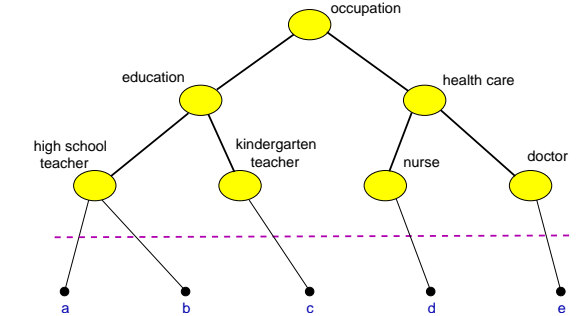 occupation
education
health care
high school
teacher
kindergarten
teacher
nurse
doctor
a
b
c
d
e